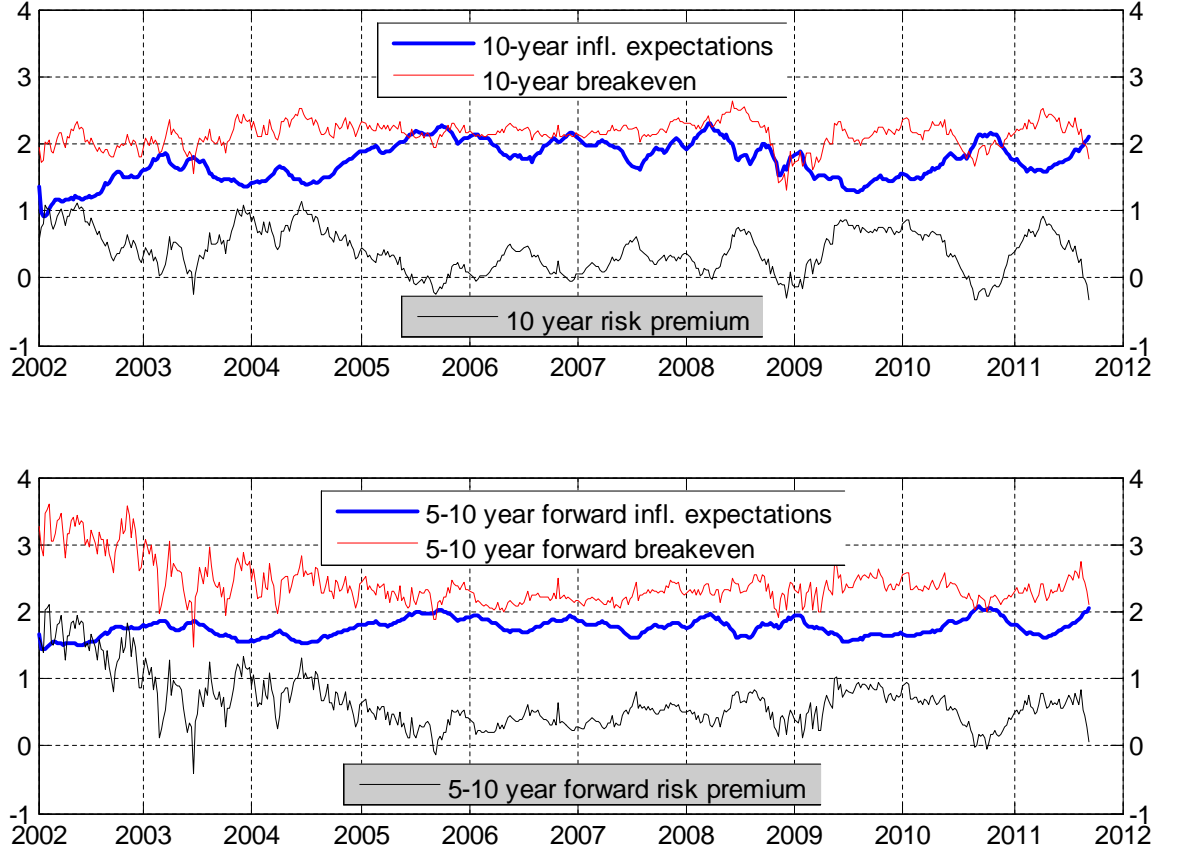 4 4
10-year infl. expectations
10-year breakeven
3 3
2 2
1 1
0 0
10 year risk premium
-1 -1
2002 2003 2004 2005 2006 2007 2008 2009 2010 2011 2012
4 4
5-10 year forward infl. expectations
5-10 year forward breakeven
3 3
2 2
1 1
0 0
5-10 year forward risk premium
-1 -1
2002 2003 2004 2005 2006 2007 2008 2009 2010 2011 2012